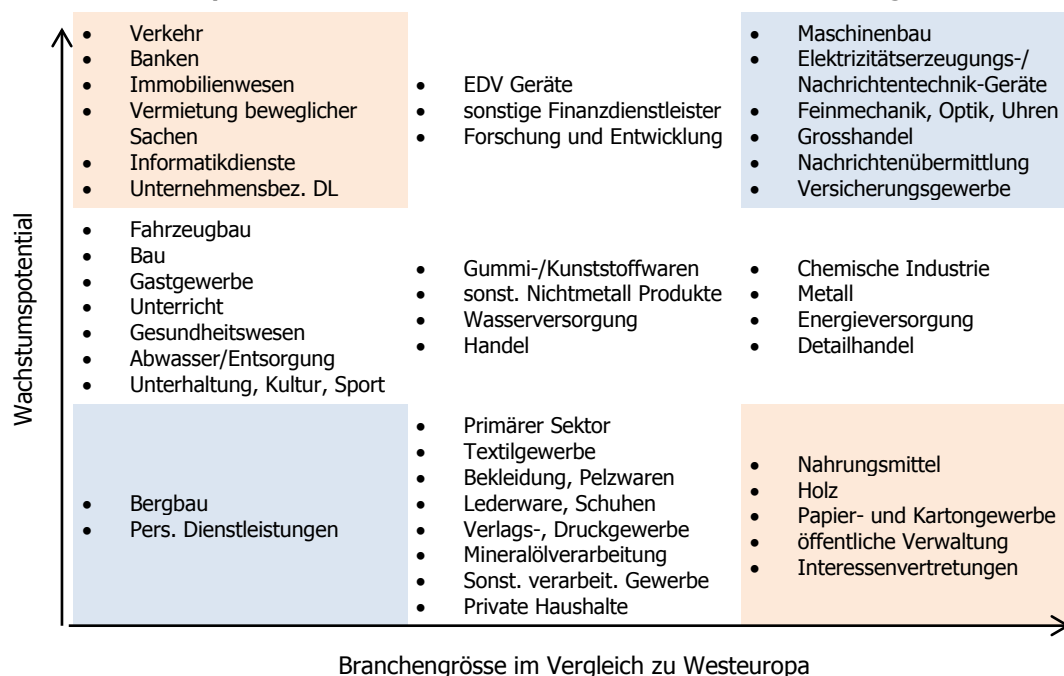 Wachstumspotential
• Verkehr
• Banken
• Immobilienwesen
• Vermietung beweglicher
Sachen
• Informatikdienste
• Unternehmensbez. DL
• EDV Geräte
• sonstige Finanzdienstleister
• Forschung und Entwicklung
• Maschinenbau
• Elektrizitätserzeugungs-/
Nachrichtentechnik-Geräte
• Feinmechanik, Optik, Uhren
• Grosshandel
• Nachrichtenübermittlung
• Versicherungsgewerbe
• Fahrzeugbau
• Bau
• Gastgewerbe
• Unterricht
• Gesundheitswesen
• Abwasser/Entsorgung
• Unterhaltung, Kultur, Sport
• Gummi-/Kunststoffwaren
• sonst. Nichtmetall Produkte
• Wasserversorgung
• Handel
• Chemische Industrie
• Metall
• Energieversorgung
• Detailhandel
• Bergbau
• Pers. Dienstleistungen
• Primärer Sektor
• Textilgewerbe
• Bekleidung, Pelzwaren
• Lederware, Schuhen
• Verlags-, Druckgewerbe
• Mineralölverarbeitung
• Sonst. verarbeit. Gewerbe
• Private Haushalte
• Nahrungsmittel
• Holz
• Papier- und Kartongewerbe
• öffentliche Verwaltung
• Interessenvertretungen
Branchengrösse im Vergleich zu Westeuropa